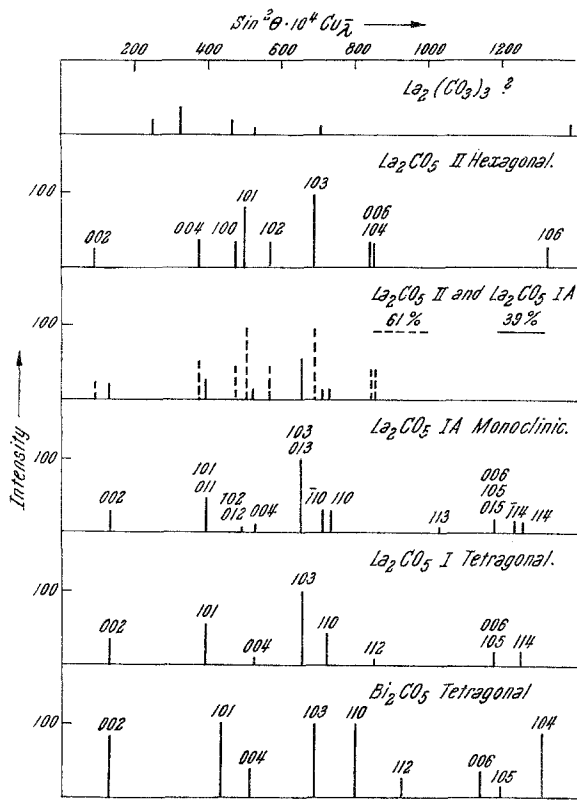 Sin²Θ·10⁴ Cuλ̄ →
200 400 600 800 1000 1200
La₂(CO₃)₃ ?
La₂CO₅ II Hexagonal.
100
002 004 100 101 102 103 006 104 106
La₂CO₅ II and La₂CO₅ IA
61% 39%
100
Intensity →
La₂CO₅ IA Monoclinic.
100
002 101 011 1̄02 012 004 103 013 1̄10 110 113 006 105 015 1̄14 114
La₂CO₅ I Tetragonal.
100
002 101 004 103 110 112 006 105 114
Bi₂CO₅ Tetragonal
100
002 101 004 103 110 112 006 105 104